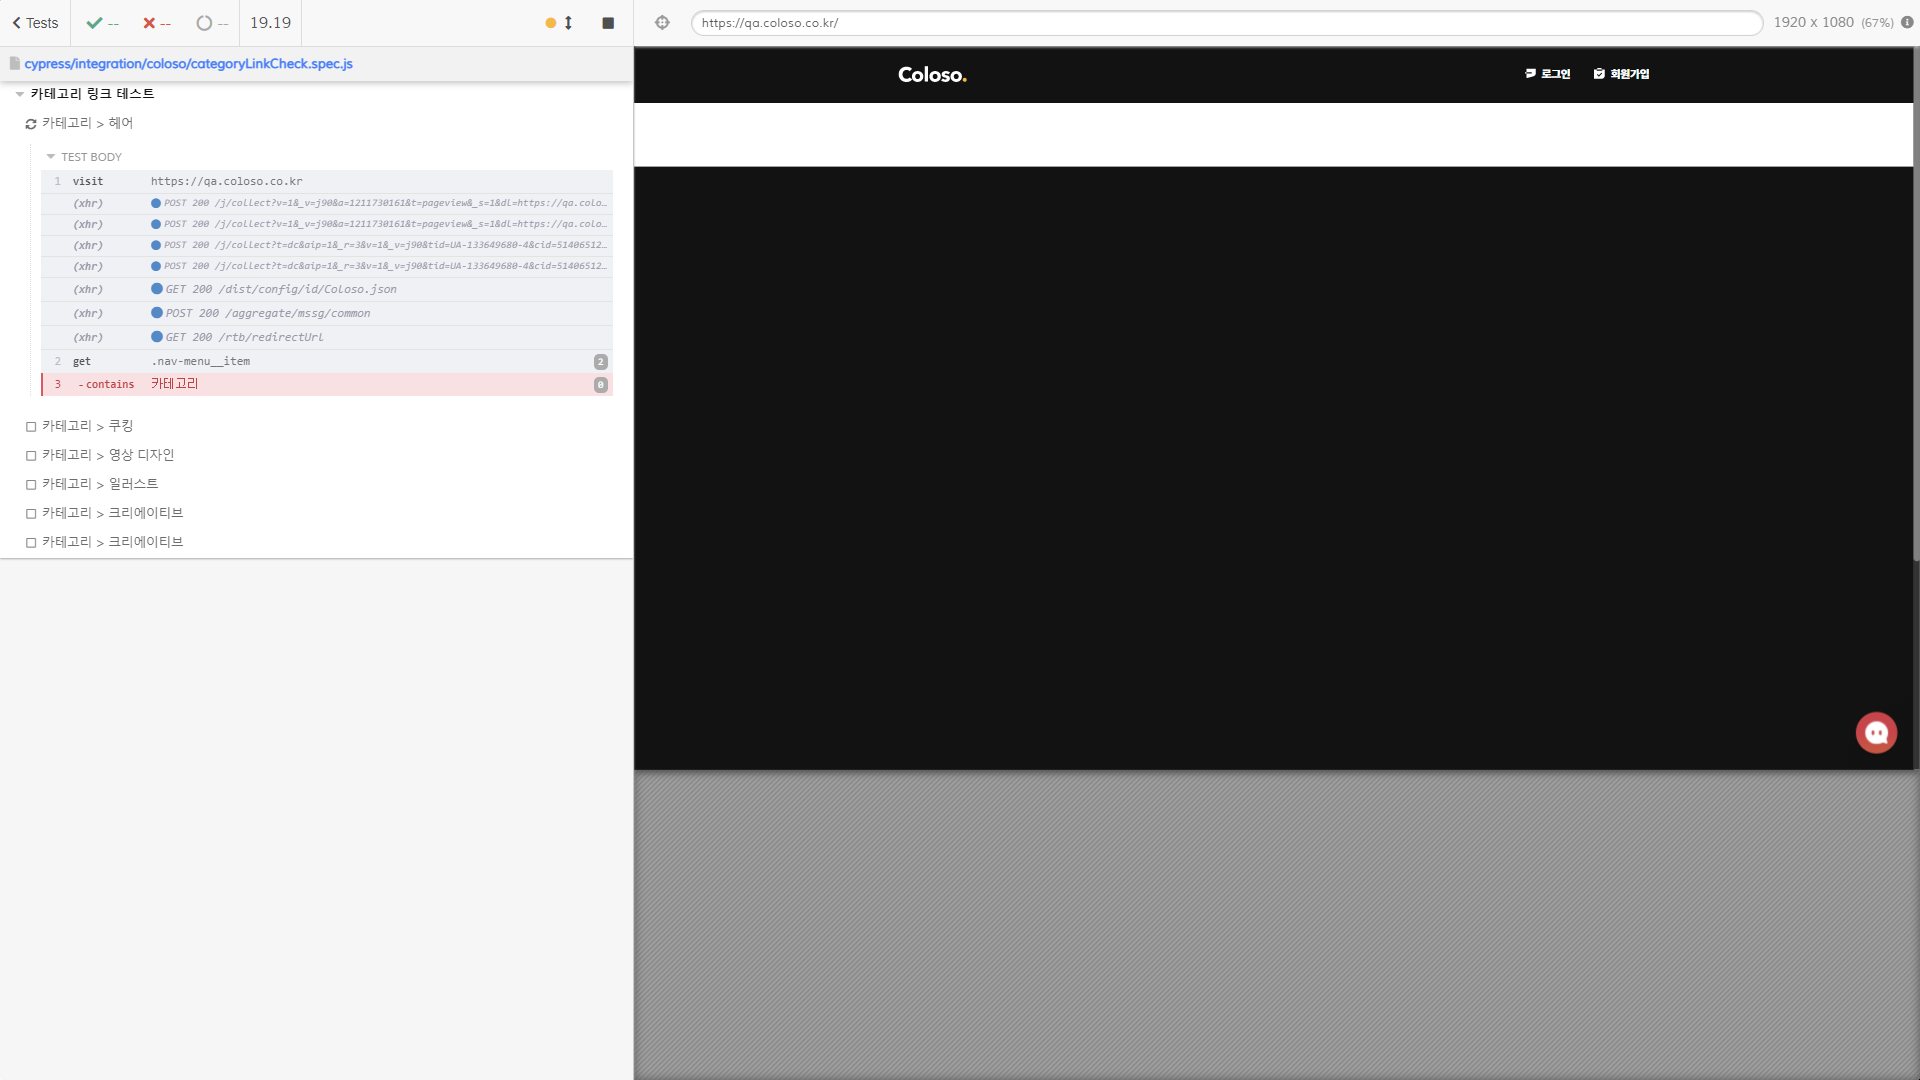 Tests
--
--
--
19.19
https://qa.coloso.co.kr/
1920 x 1080 (67%)
cypress/integration/coloso/categoryLinkCheck.spec.js
카테고리 링크 테스트
카테고리 > 헤어
TEST BODY
1 visit https://qa.coloso.co.kr
(xhr) POST 200 /j/collect?v=1&_v=j90&a=1211730161&t=pageview&_s=1&dl=https://qa.colo...
(xhr) POST 200 /j/collect?v=1&_v=j90&a=1211730161&t=pageview&_s=1&dl=https://qa.colo...
(xhr) POST 200 /j/collect?t=dc&aip=1&_r=3&v=1&_v=j90&tid=UA-133649680-4&cid=51406512...
(xhr) POST 200 /j/collect?t=dc&aip=1&_r=3&v=1&_v=j90&tid=UA-133649680-4&cid=51406512...
(xhr) GET 200 /dist/config/id/Coloso.json
(xhr) POST 200 /aggregate/mssg/common
(xhr) GET 200 /rtb/redirectUrl
2 get .nav-menu__item 2
3 -contains 카테고리 0
카테고리 > 쿠킹
카테고리 > 영상 디자인
카테고리 > 일러스트
카테고리 > 크리에이티브
카테고리 > 크리에이티브
Coloso.
로그인
회원가입